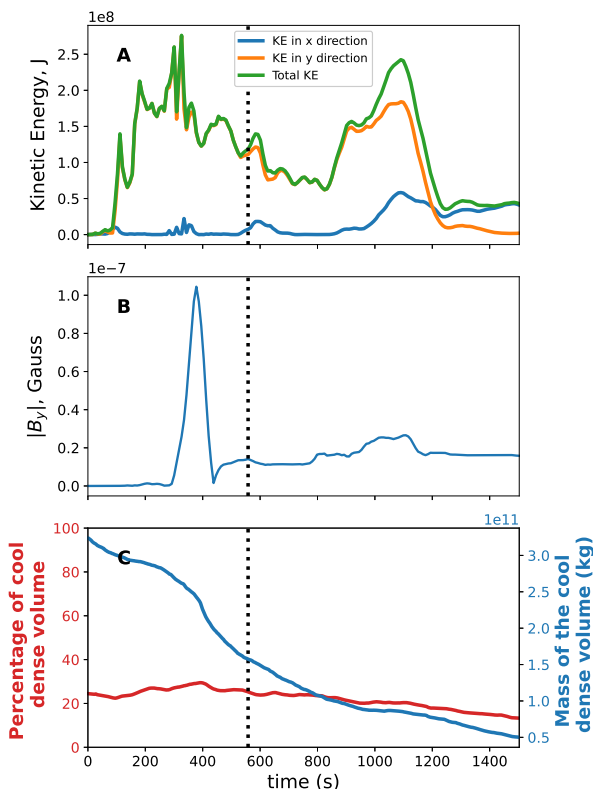 1e8
A
KE in x direction
KE in y direction
Total KE
Kinetic Energy, J
2.5
2.0
1.5
1.0
0.5
0.0
1e−7
B
|By|, Gauss
1.0
0.8
0.6
0.4
0.2
0.0
1e11
C
Percentage of cool
dense volume
100
80
60
40
20
0
3.0
2.5
2.0
1.5
1.0
0.5
Mass of the cool
dense volume (kg)
0 200 400 600 800 1000 1200 1400
time (s)